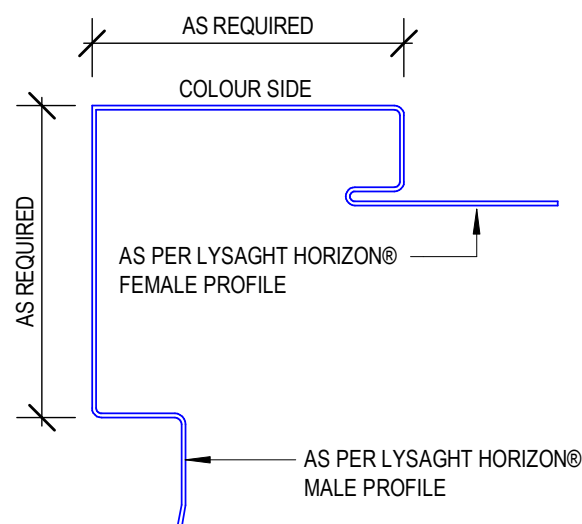 AS REQUIRED
COLOUR SIDE
AS REQUIRED
AS PER LYSAGHT HORIZON®
FEMALE PROFILE
AS PER LYSAGHT HORIZON®
MALE PROFILE